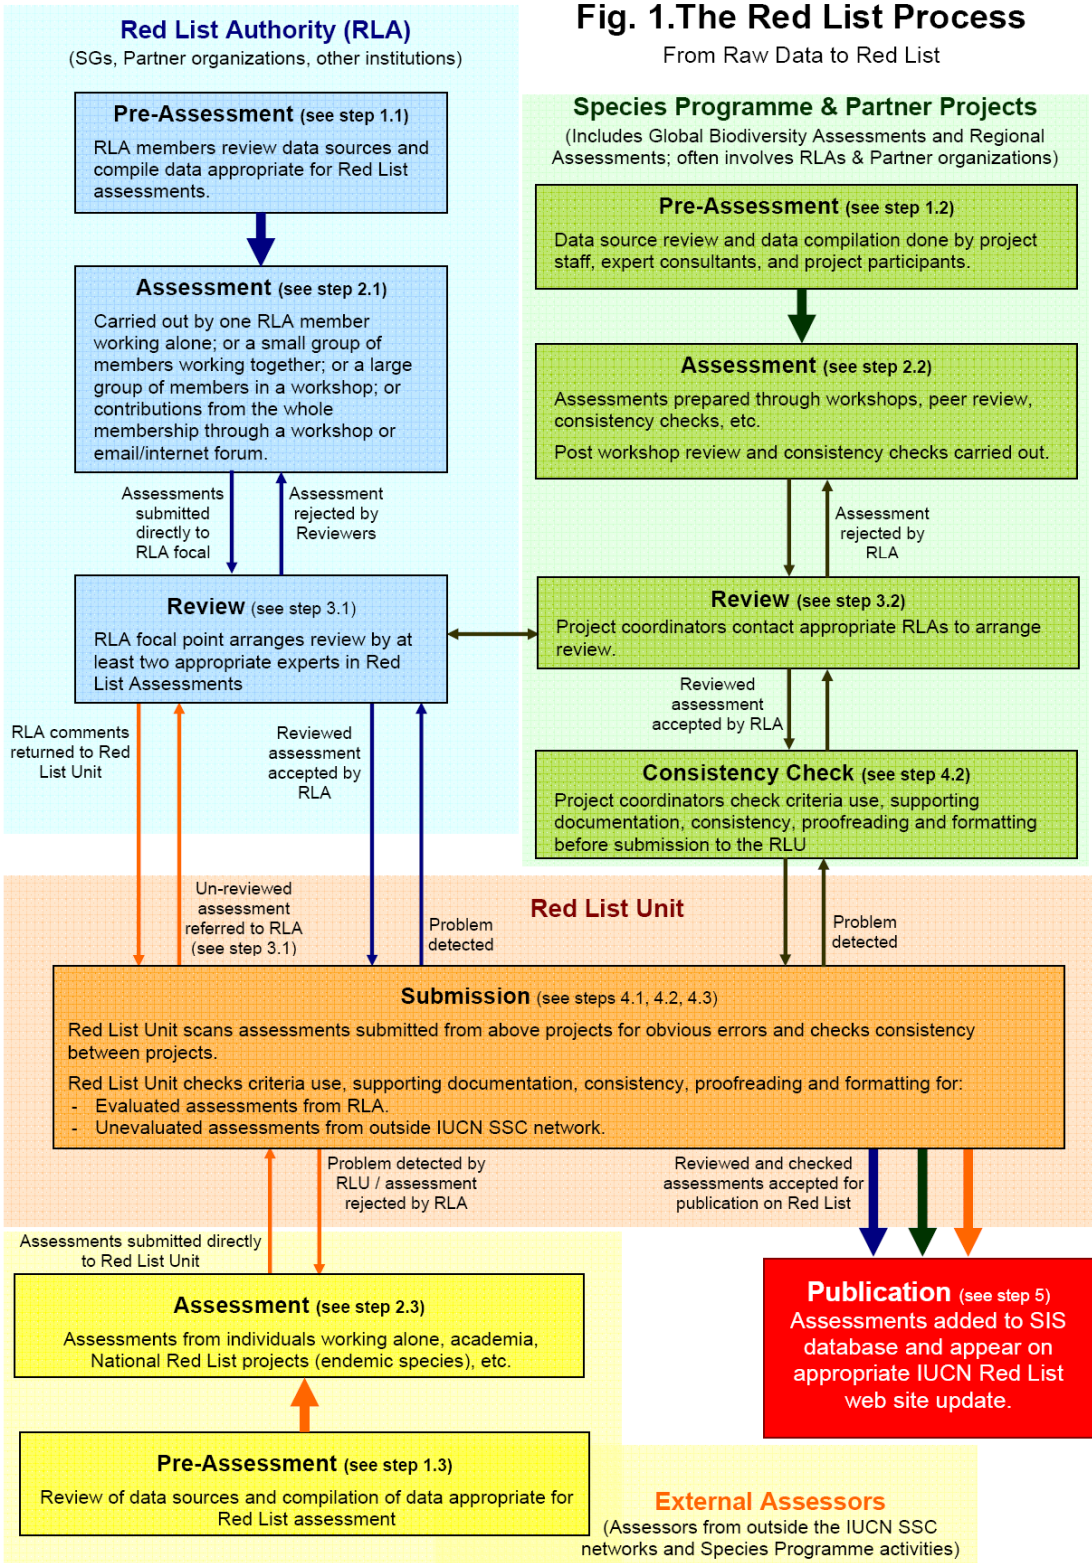 Fig. 1.The Red List Process
From Raw Data to Red List
Red List Authority (RLA)
(SGs, Partner organizations, other institutions)
Pre-Assessment (see step 1.1)
RLA members review data sources and
compile data appropriate for Red List
assessments.
Assessment (see step 2.1)
Carried out by one RLA member
working alone; or a small group of
members working together; or a large
group of members in a workshop; or
contributions from the whole
membership through a workshop or
email/internet forum.
Assessments
submitted
directly to
RLA focal
Assessment
rejected by
Reviewers
Review (see step 3.1)
RLA focal point arranges review by at
least two appropriate experts in Red
List Assessments
RLA comments
returned to Red
List Unit
Reviewed
assessment
accepted by
RLA
Species Programme & Partner Projects
(Includes Global Biodiversity Assessments and Regional
Assessments; often involves RLAs & Partner organizations)
Pre-Assessment (see step 1.2)
Data source review and data compilation done by project
staff, expert consultants, and project participants.
Assessment (see step 2.2)
Assessments prepared through workshops, peer review,
consistency checks, etc.
Post workshop review and consistency checks carried out.
Assessment
rejected by
RLA
Review (see step 3.2)
Project coordinators contact appropriate RLAs to arrange
review.
Reviewed
assessment
accepted by RLA
Consistency Check (see step 4.2)
Project coordinators check criteria use, supporting
documentation, consistency, proofreading and formatting
before submission to the RLU
Red List Unit
Un-reviewed
assessment
referred to RLA
(see step 3.1)
Problem
detected
Problem
detected
Submission (see steps 4.1, 4.2, 4.3)
Red List Unit scans assessments submitted from above projects for obvious errors and checks consistency
between projects.
Red List Unit checks criteria use, supporting documentation, consistency, proofreading and formatting for:
- Evaluated assessments from RLA.
- Unevaluated assessments from outside IUCN SSC network.
Problem detected by
RLU / assessment
rejected by RLA
Reviewed and checked
assessments accepted for
publication on Red List
Assessments submitted directly
to Red List Unit
Assessment (see step 2.3)
Assessments from individuals working alone, academia,
National Red List projects (endemic species), etc.
Publication (see step 5)
Assessments added to SIS
database and appear on
appropriate IUCN Red List
web site update.
Pre-Assessment (see step 1.3)
Review of data sources and compilation of data appropriate for
Red List assessment
External Assessors
(Assessors from outside the IUCN SSC
networks and Species Programme activities)